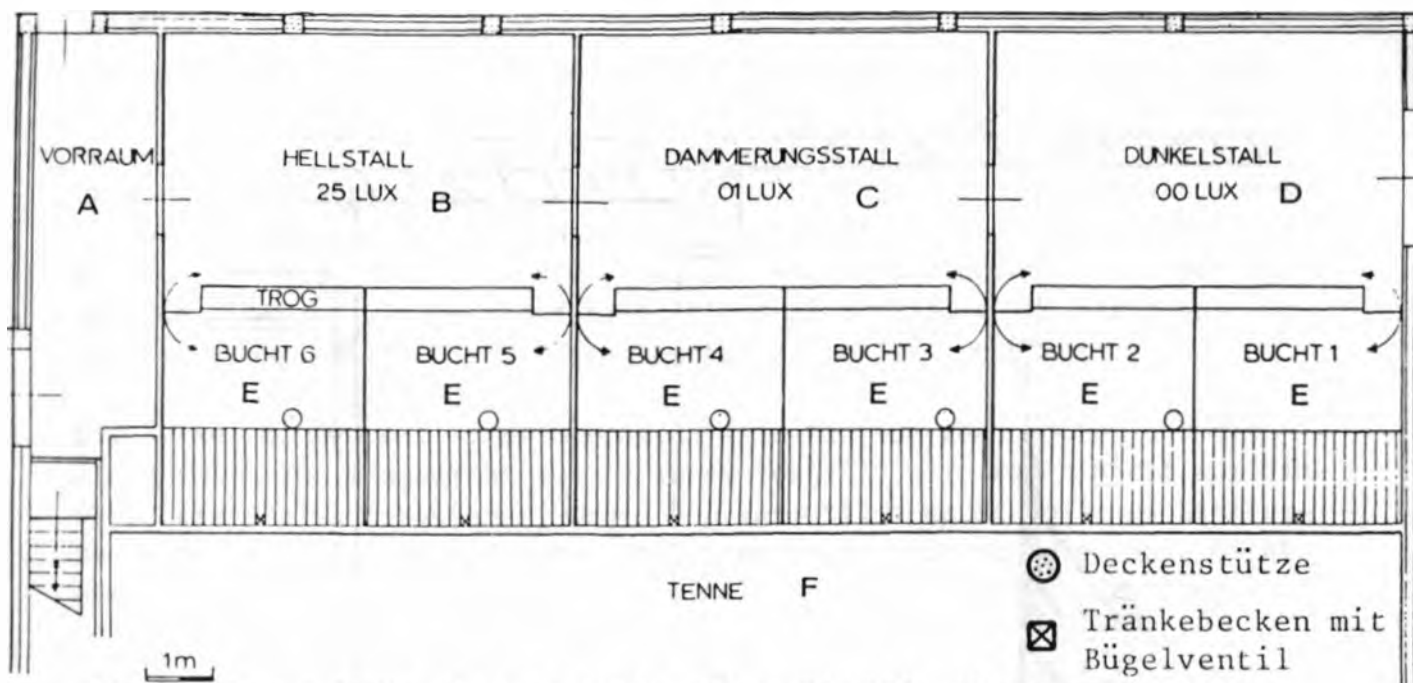 VORRAUM
A
HELLSTALL
25 LUX B
DAMMERUNGSSTALL
01 LUX C
DUNKELSTALL
00 LUX D
TROG
BUCHT 6
E
BUCHT 5
E
BUCHT 4
E
BUCHT 3
E
BUCHT 2
E
BUCHT 1
E
TENNE F
Deckenstütze
Tränkebecken mit
Bügelventil
1m